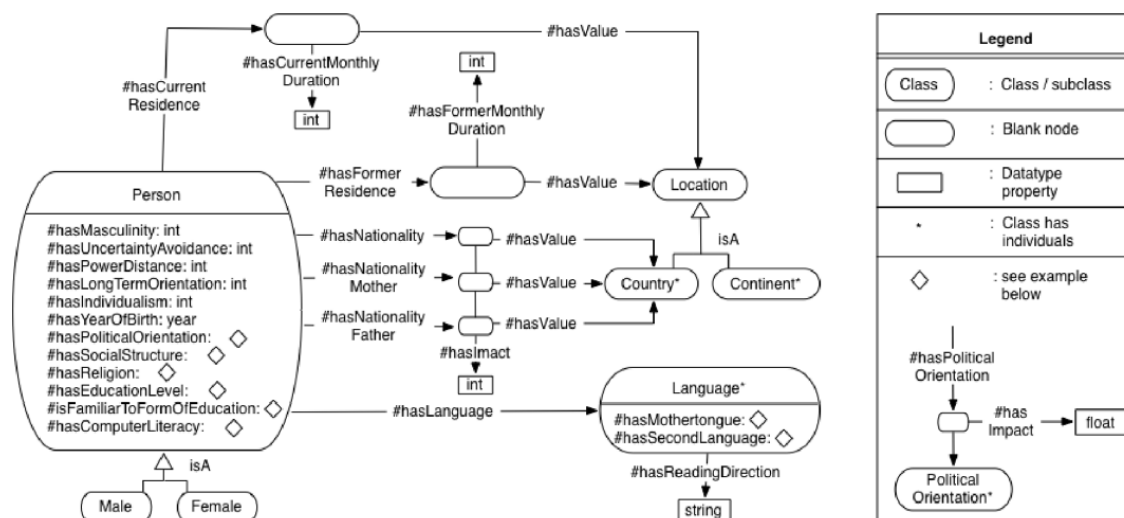 #hasCurrent
Residence
#hasCurrentMonthly
Duration
int
#hasValue
int
#hasFormerMonthly
Duration
#hasFormer
Residence
#hasValue
Location
isA
Person
#hasMasculinity: int
#hasUncertaintyAvoidance: int
#hasPowerDistance: int
#hasLongTermOrientation: int
#hasIndividualism: int
#hasYearOfBirth: year
#hasPoliticalOrientation:
#hasSocialStructure:
#hasReligion:
#hasEducationLevel:
#isFamiliarToFormOfEducation:
#hasComputerLiteracy:
isA
Male
Female
#hasNationality
#hasValue
#hasNationality
Mother
#hasValue
#hasNationality
Father
#hasValue
Country*
Continent*
#hasImact
int
#hasLanguage
Language*
#hasMothertongue:
#hasSecondLanguage:
#hasReadingDirection
string
Legend
Class
: Class / subclass
: Blank node
: Datatype
property
*
: Class has
individuals
: see example
below
#hasPolitical
Orientation
#has
Impact
float
Political
Orientation*